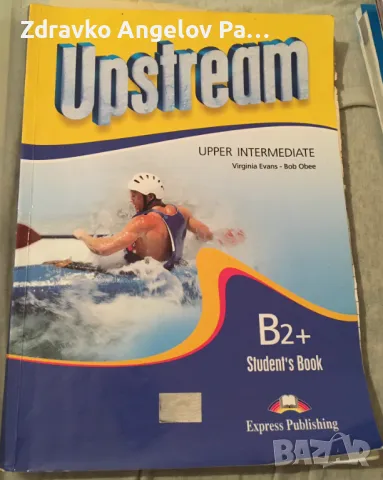 Zdravko Angelov Pa...
Upstream
UPPER INTERMEDIATE
Virginia Evans - Bob Obee
B2+
Student's Book
Express Publishing
BAZAR